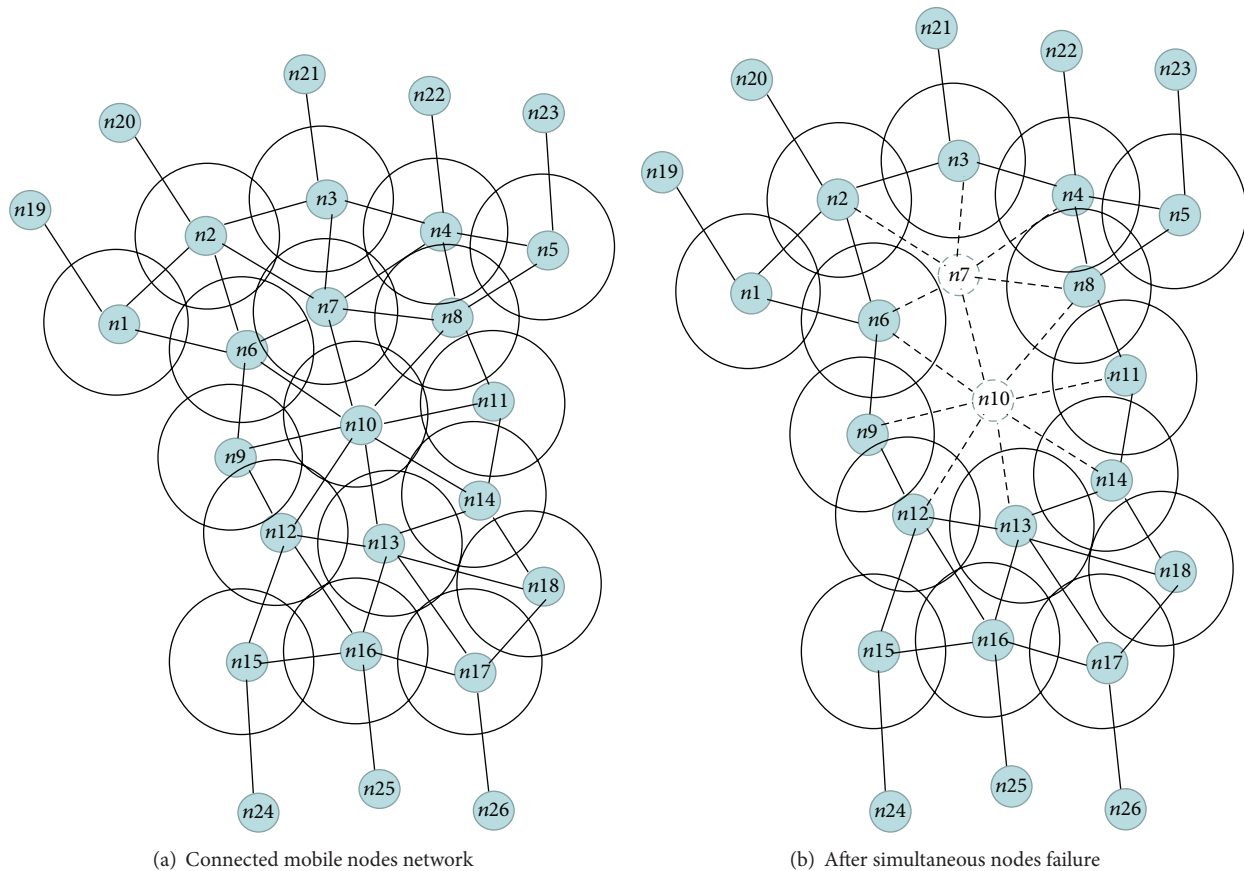 n21
n22
n20
n23
n3
n19
n2
n4
n5
n7
n8
n1
n6
n11
n10
n9
n14
n12
n13
n18
n15
n16
n17
n25
n24
n26
(a) Connected mobile nodes network
n21
n22
n23
n20
n3
n19
n4
n2
n5
n7
n8
n1
n6
n11
n10
n9
n14
n12
n13
n18
n16
n15
n17
n25
n24
n26
(b) After simultaneous nodes failure